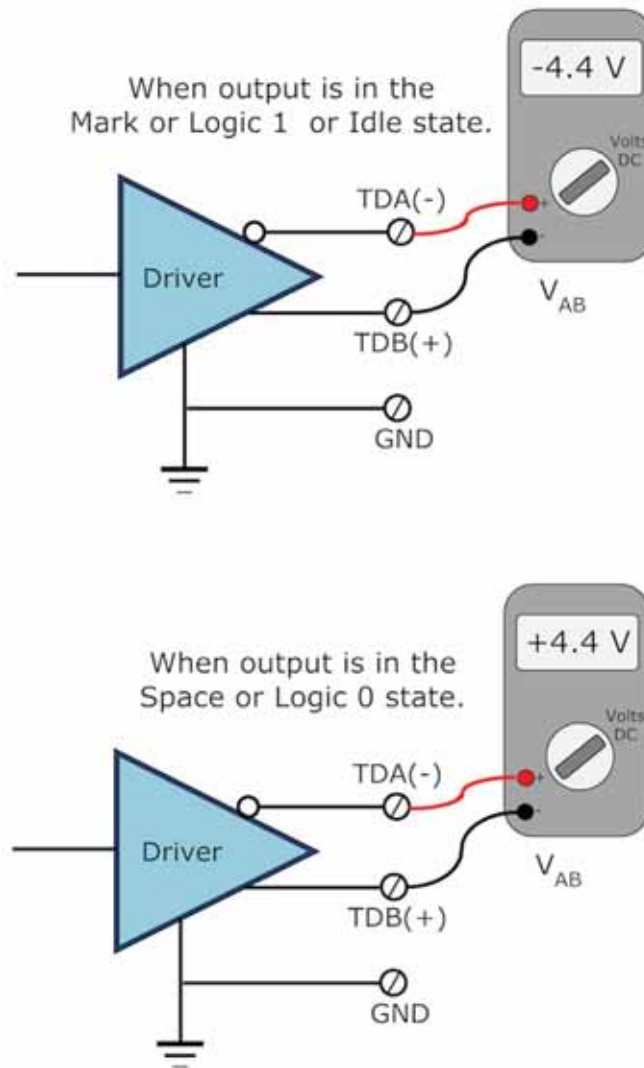 When output is in the
Mark or Logic 1 or Idle state.
-4.4 V
Volts
DC
TDA(-)
+
-
Driver
TDB(+)
VAB
GND
When output is in the
Space or Logic 0 state.
+4.4 V
Volts
DC
TDA(-)
+
-
Driver
TDB(+)
VAB
GND